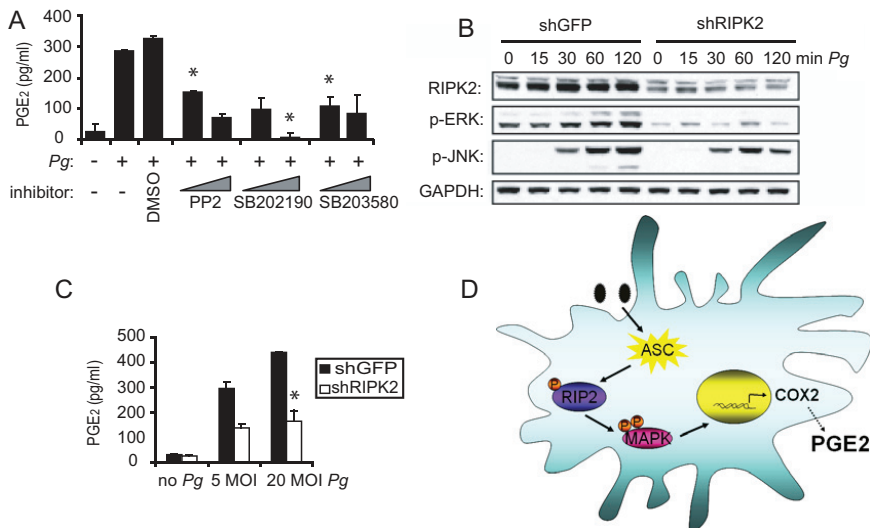 A
PGE2 (pg/ml)
400
300
200
100
0
Pg: - + + + + + + + +
inhibitor: - - DMSO PP2 SB202190 SB203580
* * *
B
shGFP shRIPK2
0 15 30 60 120 0 15 30 60 120 min Pg
RIPK2:
p-ERK:
p-JNK:
GAPDH:
C
PGE2 (pg/ml)
500
400
300
200
100
0
shGFP
shRIPK2
*
no Pg 5 MOI 20 MOI Pg
D
ASC
P
RIP2
P P
MAPK
COX2
PGE2